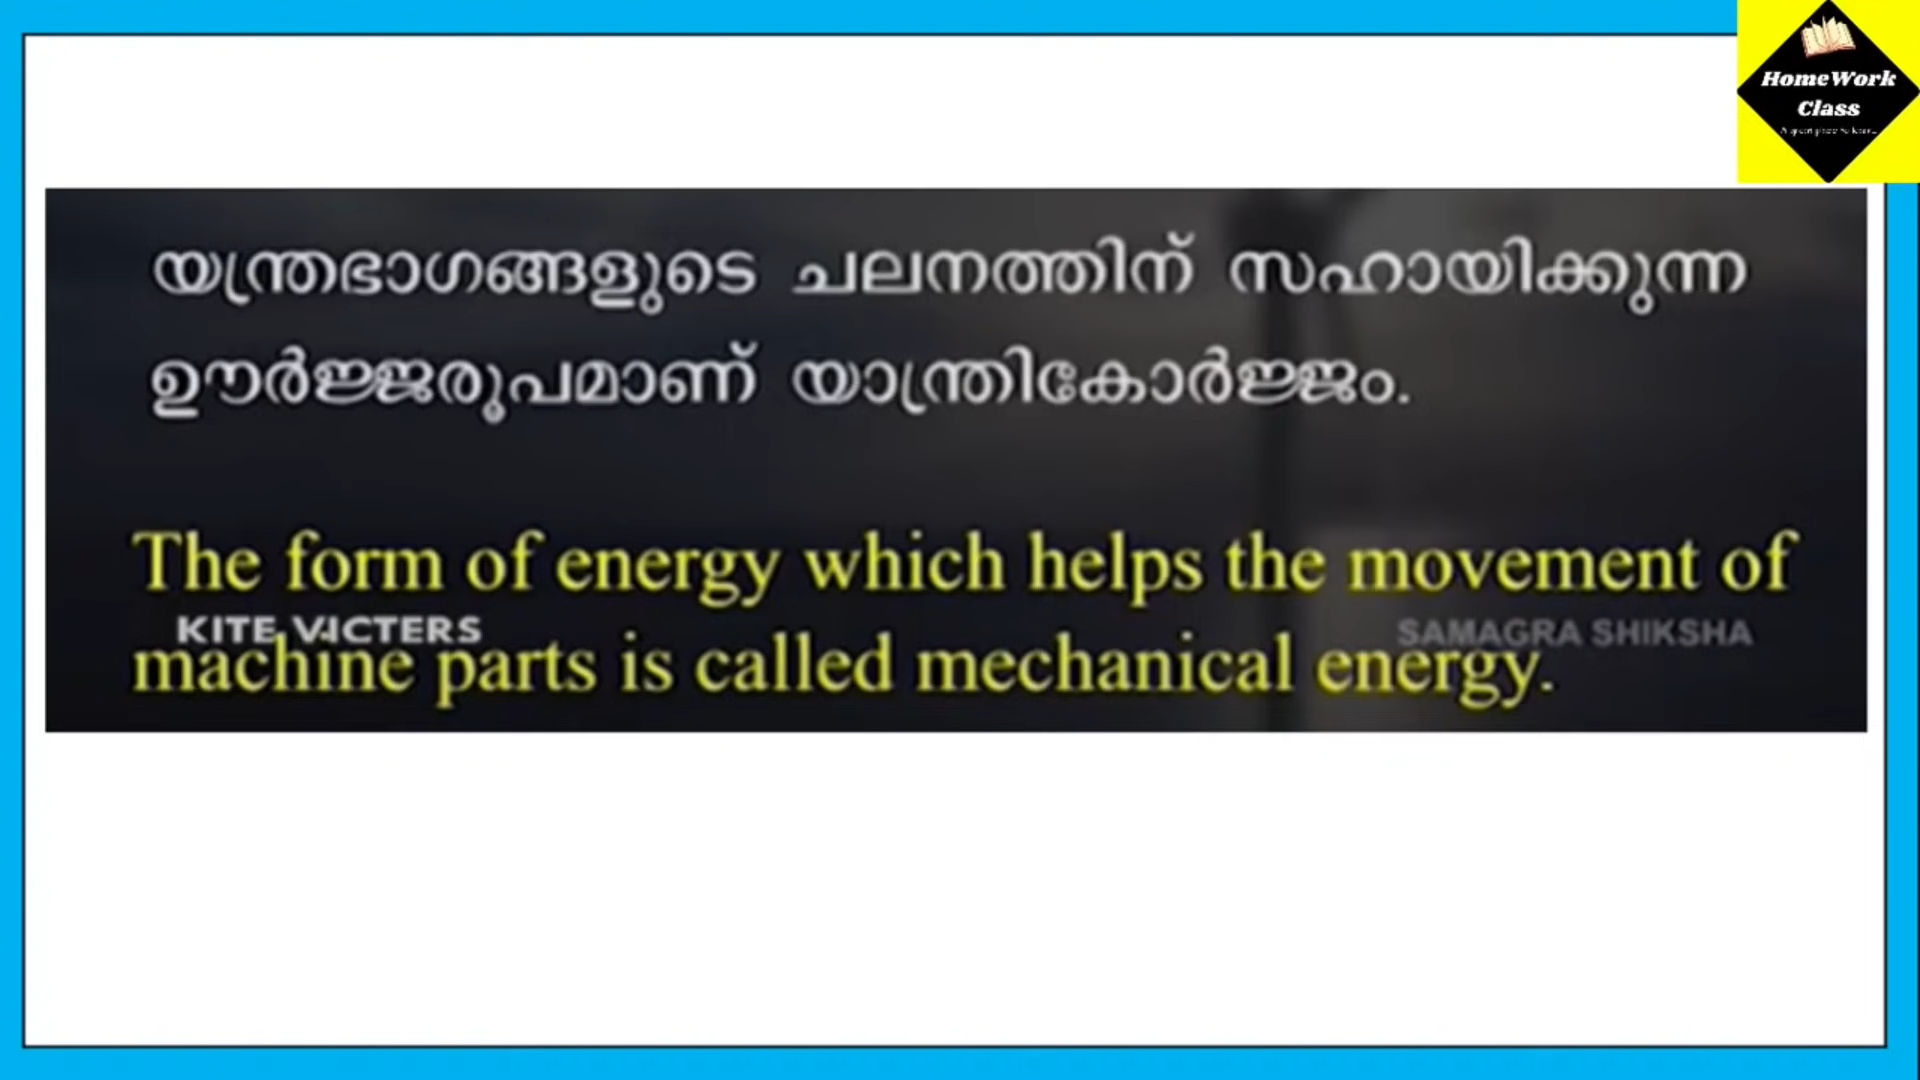 HomeWork
Class
യന്ത്രഭാഗങ്ങളുടെ ചലനത്തിന് സഹായിക്കുന്ന
ഊർജ്ജരൂപമാണ് യാന്ത്രികോർജ്ജം.
The form of energy which helps the movement of
KITE VICTERS
SAMAGRA SHIKSHA
machine parts is called mechanical energy.